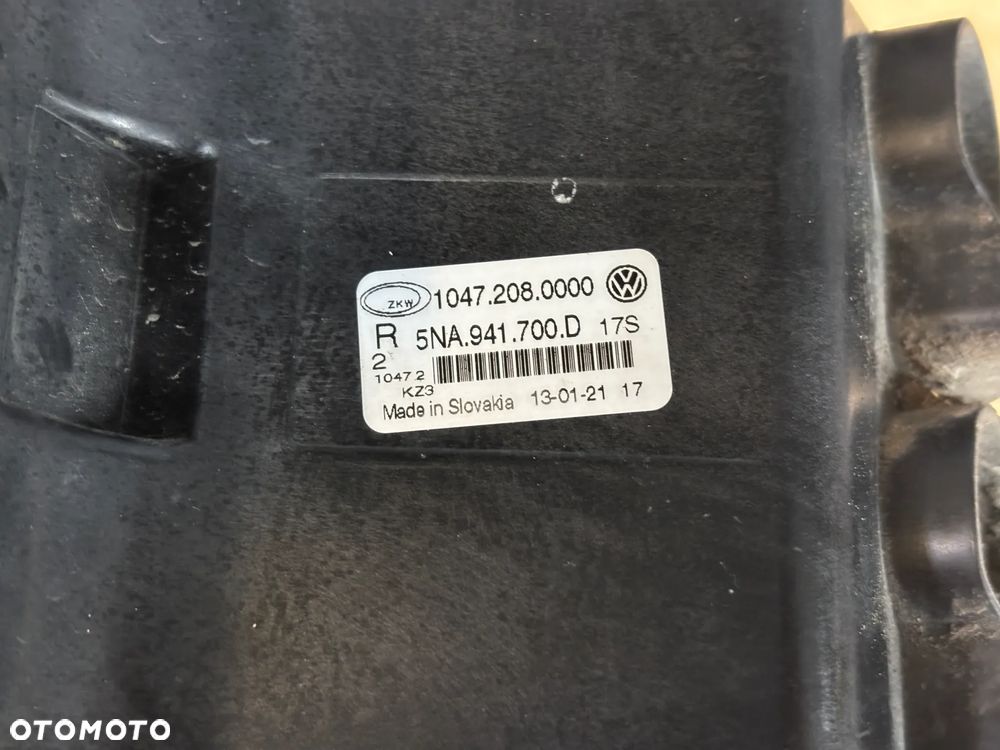 ZKW 1047.208.0000 VW
R 5NA.941.700.D 17S
2
1047.2
KZ3
Made in Slovakia 13-01-21 17
OTOMOTO